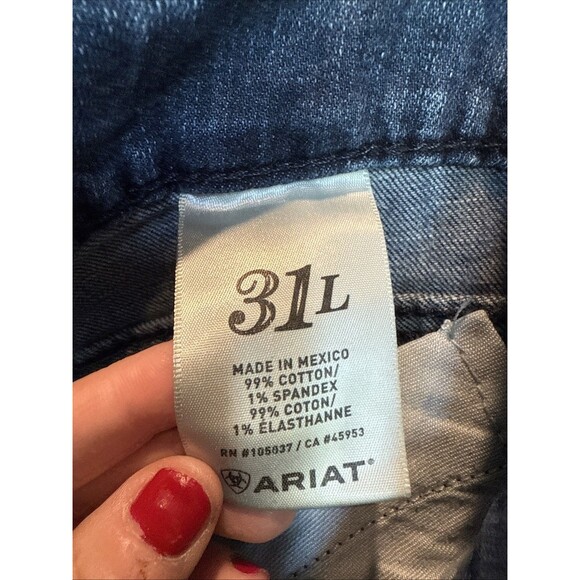 31L
MADE IN MEXICO
99% COTTON/
1% SPANDEX
99% COTON/
1% ÉLASTHANNE
RN #105037 / CA #45953
ARIAT®